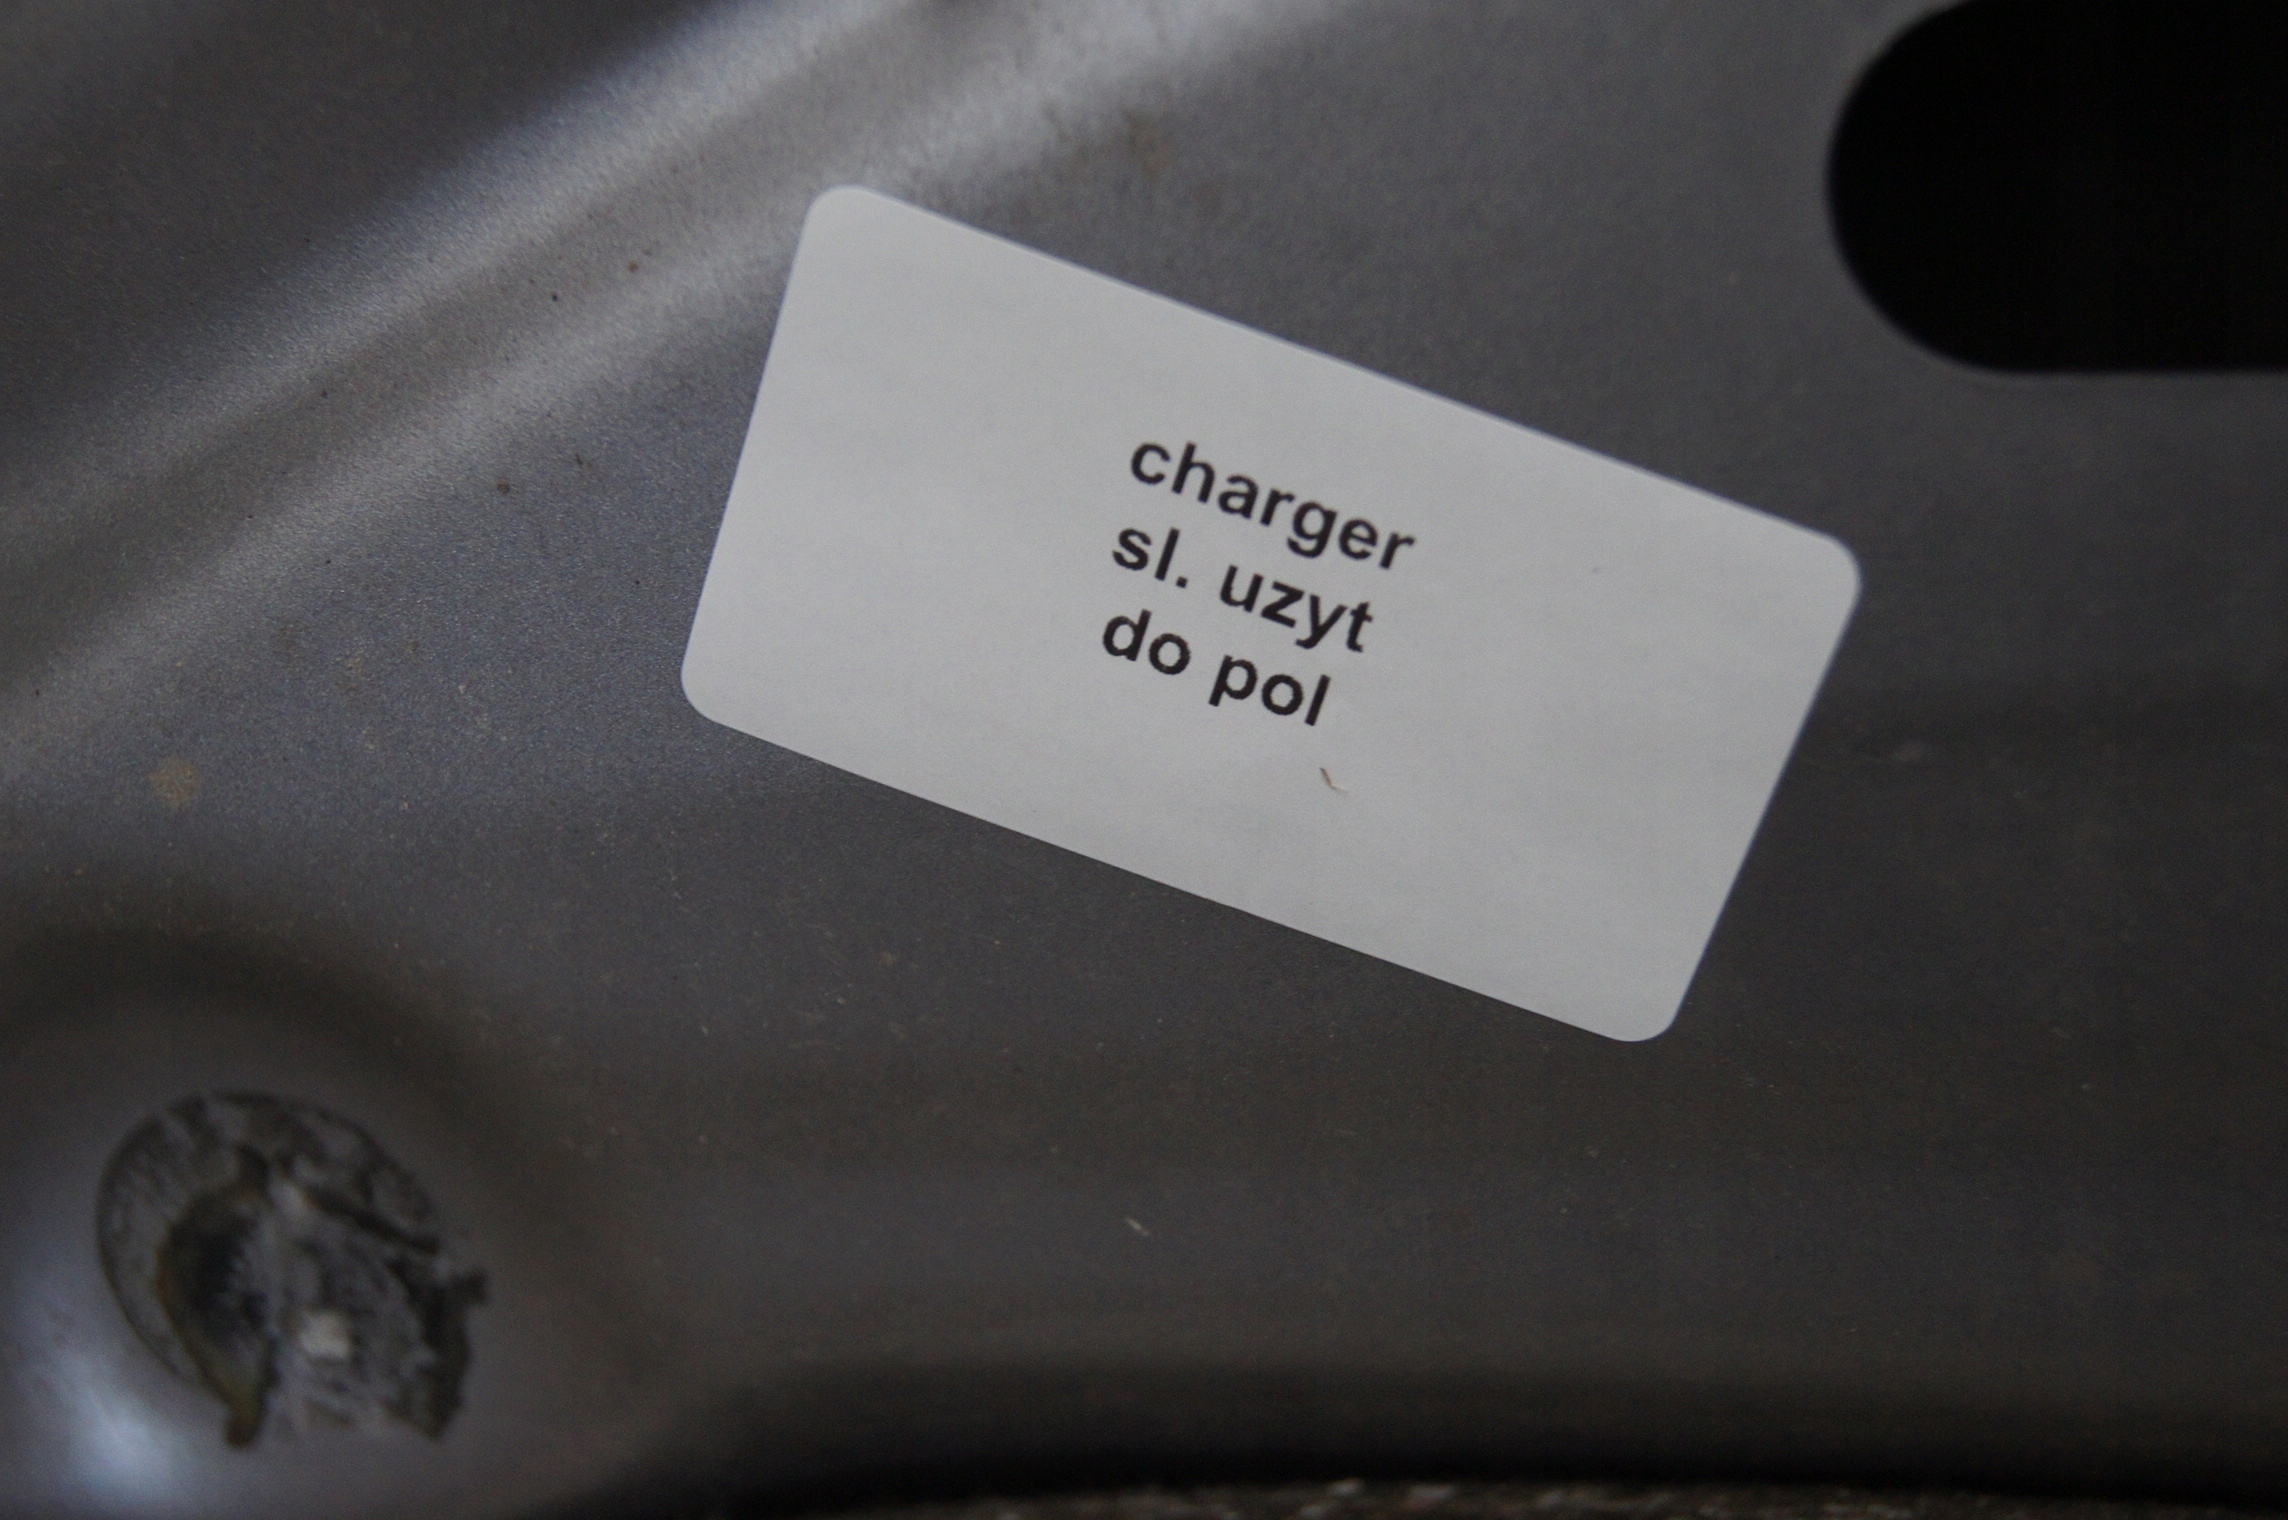 charger
sl. uzyt
do pol